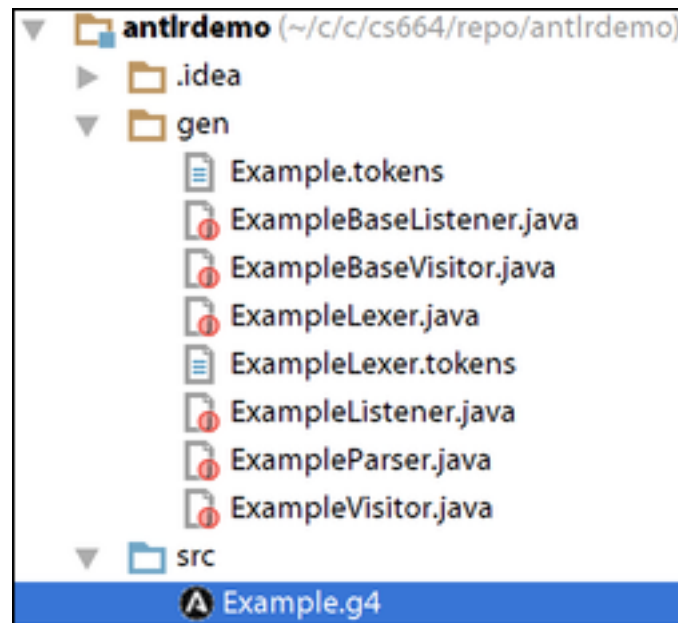 antlrdemo (~/c/c/cs664/repo/antlrdemo)
.idea
gen
Example.tokens
ExampleBaseListener.java
ExampleBaseVisitor.java
ExampleLexer.java
ExampleLexer.tokens
ExampleListener.java
ExampleParser.java
ExampleVisitor.java
src
Example.g4